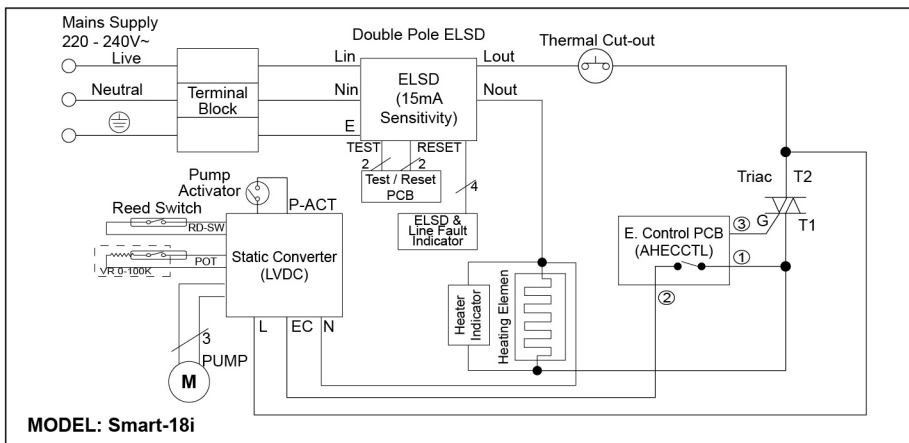 Mains Supply
220 - 240V~
Live
Neutral
Terminal
Block
Double Pole ELSD
Lin
Nin
E
ELSD
(15mA
Sensitivity)
Lout
Nout
Thermal Cut-out
TEST
RESET
2
2
Test / Reset
PCB
4
ELSD &
Line Fault
Indicator
Pump
Activator
P-ACT
Reed Switch
RD-SW
POT
VR 0-100K
Static Converter
(LVDC)
L
EC
N
3
PUMP
M
Heater
Indicator
Heating Elemen
Triac
T2
G
T1
E. Control PCB
(AHECCTL)
③
①
②
MODEL: Smart-18i